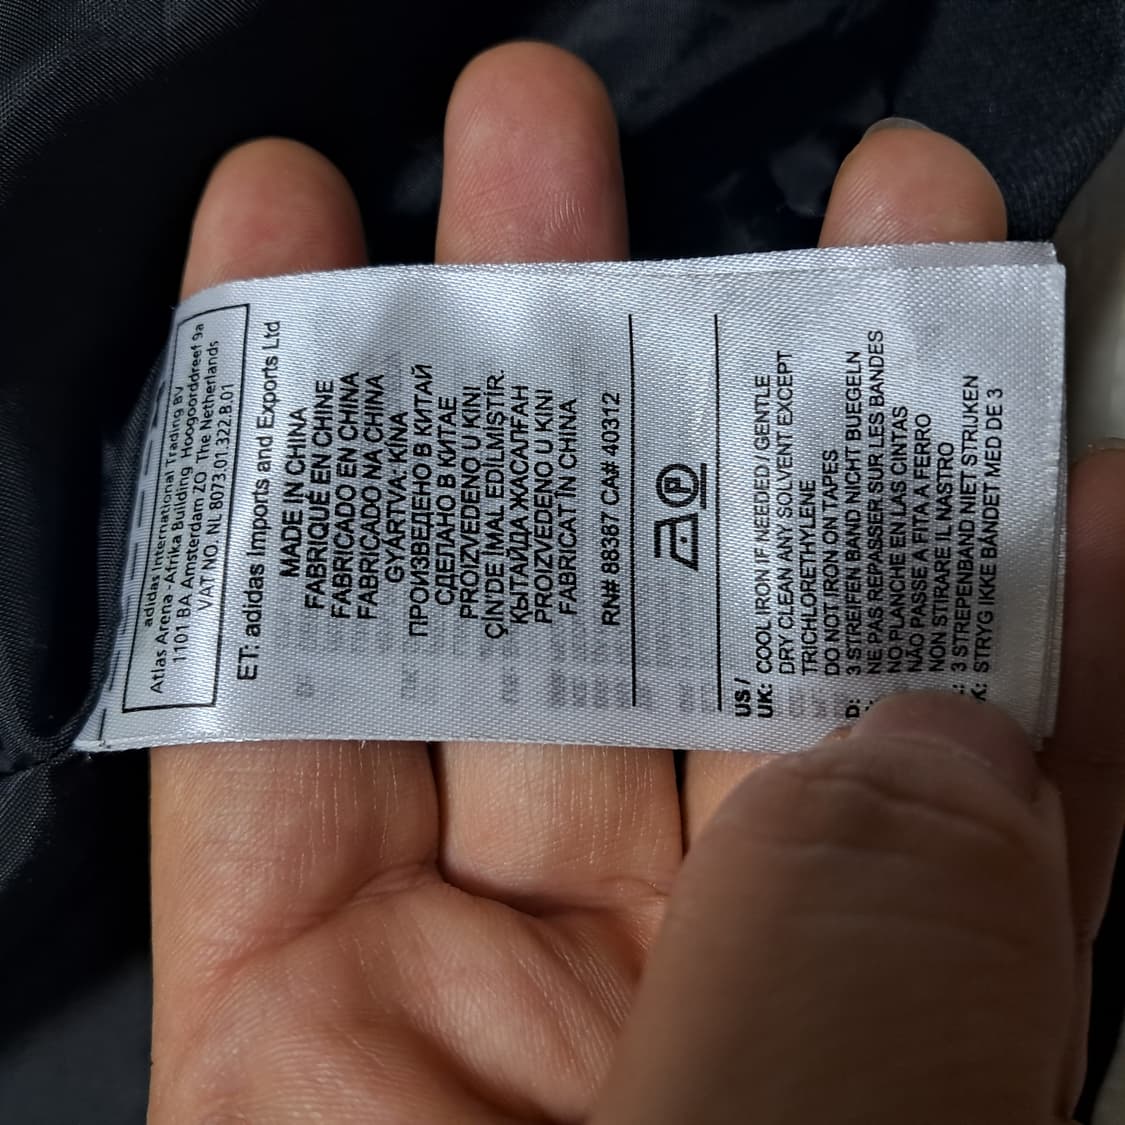 adidas International Trading BV
Atlas Arena - Afrika Building Hoogoorddreef 9a
1101 BA Amsterdam ZO The Netherlands
VAT NO. NL 8073.01.322.B.01
ET: adidas Imports and Exports Ltd
MADE IN CHINA
FABRIQUÉ EN CHINE
FABRICADO EN CHINA
FABRICADO NA CHINA
GYÁRTVA: KÍNA
ПРОИЗВЕДЕНО В КИТАЙ
СДЕЛАНО В КИТАЕ
PROIZVEDENO U KINI
ÇİN'DE İMAL EDİLMİŞTİR.
ҚЫТАЙДА ЖАСАЛҒАН
PROIZVEDENO U KINI
FABRICAT ÎN CHINA
RN# 88387 CA# 40312
P
US /
UK: COOL IRON IF NEEDED / GENTLE
DRY CLEAN ANY SOLVENT EXCEPT
TRICHLORETHYLENE
DO NOT IRON ON TAPES
D: 3 STREIFEN BAND NICHT BUEGELN
NE PAS REPASSER SUR LES BANDES
NO PLANCHE EN LAS CINTAS
NÃO PASSE A FITA A FERRO
NON STIRARE IL NASTRO
3 STREPENBAND NIET STRIJKEN
K: STRYG IKKE BÅNDET MED DE 3